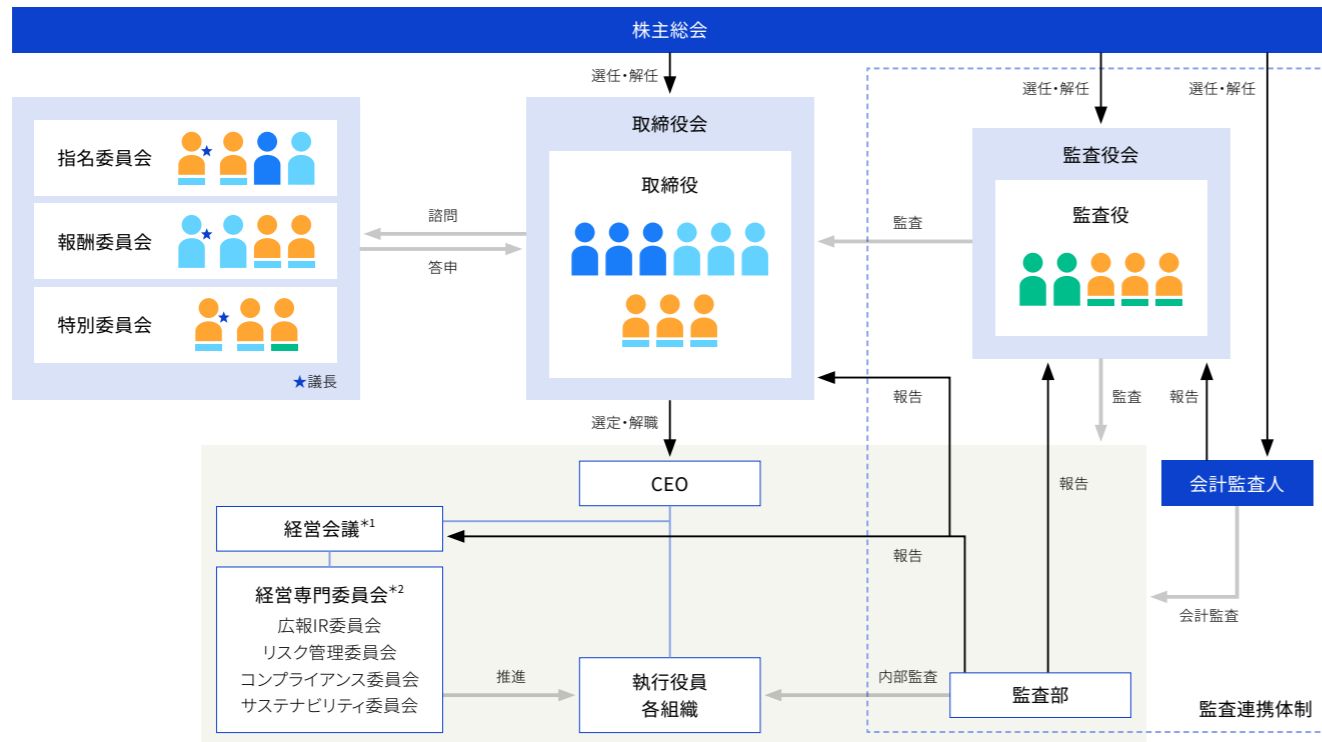 株主総会
選任・解任
選任・解任
選任・解任
取締役会
取締役
監査役会
監査役
指名委員会
報酬委員会
特別委員会
★議長
諮問
答申
監査
選定・解職
報告
監査
報告
CEO
報告
会計監査人
経営会議*1
報告
経営専門委員会*2
広報IR委員会
リスク管理委員会
コンプライアンス委員会
サステナビリティ委員会
会計監査
推進
執行役員
各組織
内部監査
監査部
監査連携体制